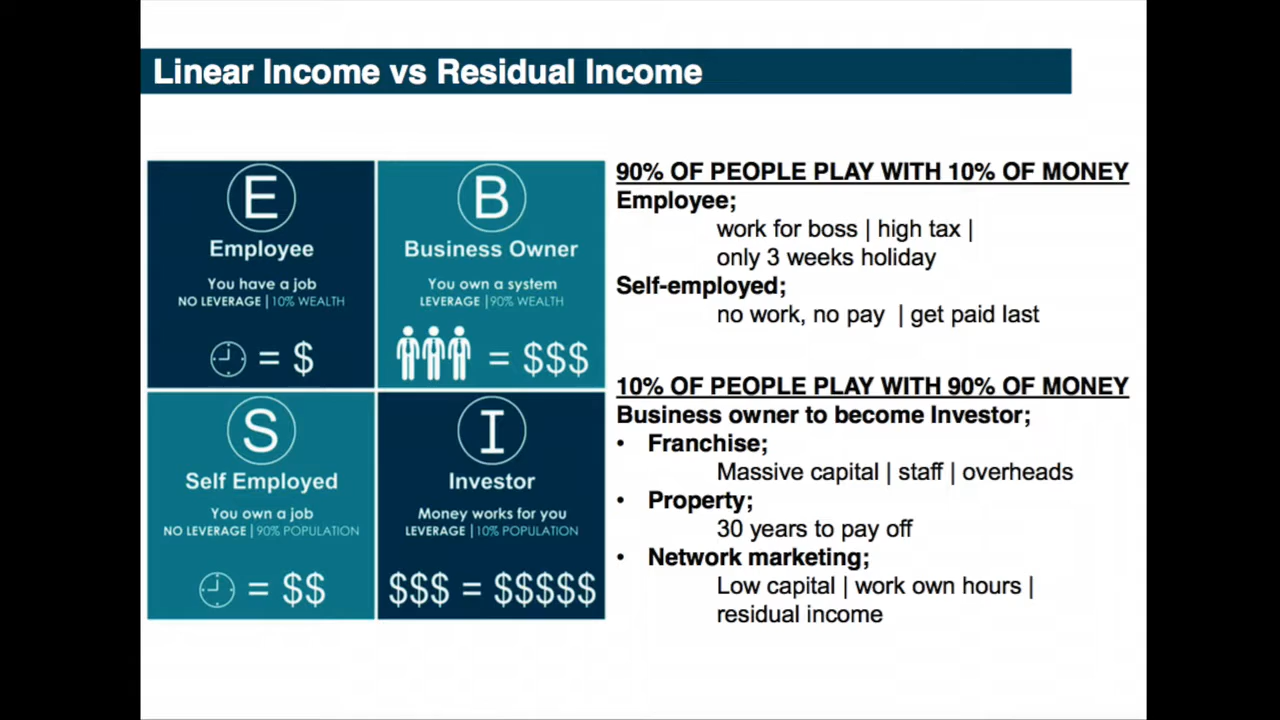 Linear Income vs Residual Income
E
Employee
You have a job
NO LEVERAGE | 10% WEALTH
= $
B
Business Owner
You own a system
LEVERAGE | 90% WEALTH
= $$$
S
Self Employed
You own a job
NO LEVERAGE | 90% POPULATION
= $$
I
Investor
Money works for you
LEVERAGE | 10% POPULATION
$$$ = $$$$$
90% OF PEOPLE PLAY WITH 10% OF MONEY
Employee;
work for boss | high tax |
only 3 weeks holiday
Self-employed;
no work, no pay | get paid last
10% OF PEOPLE PLAY WITH 90% OF MONEY
Business owner to become Investor;
• Franchise;
Massive capital | staff | overheads
• Property;
30 years to pay off
• Network marketing;
Low capital | work own hours |
residual income